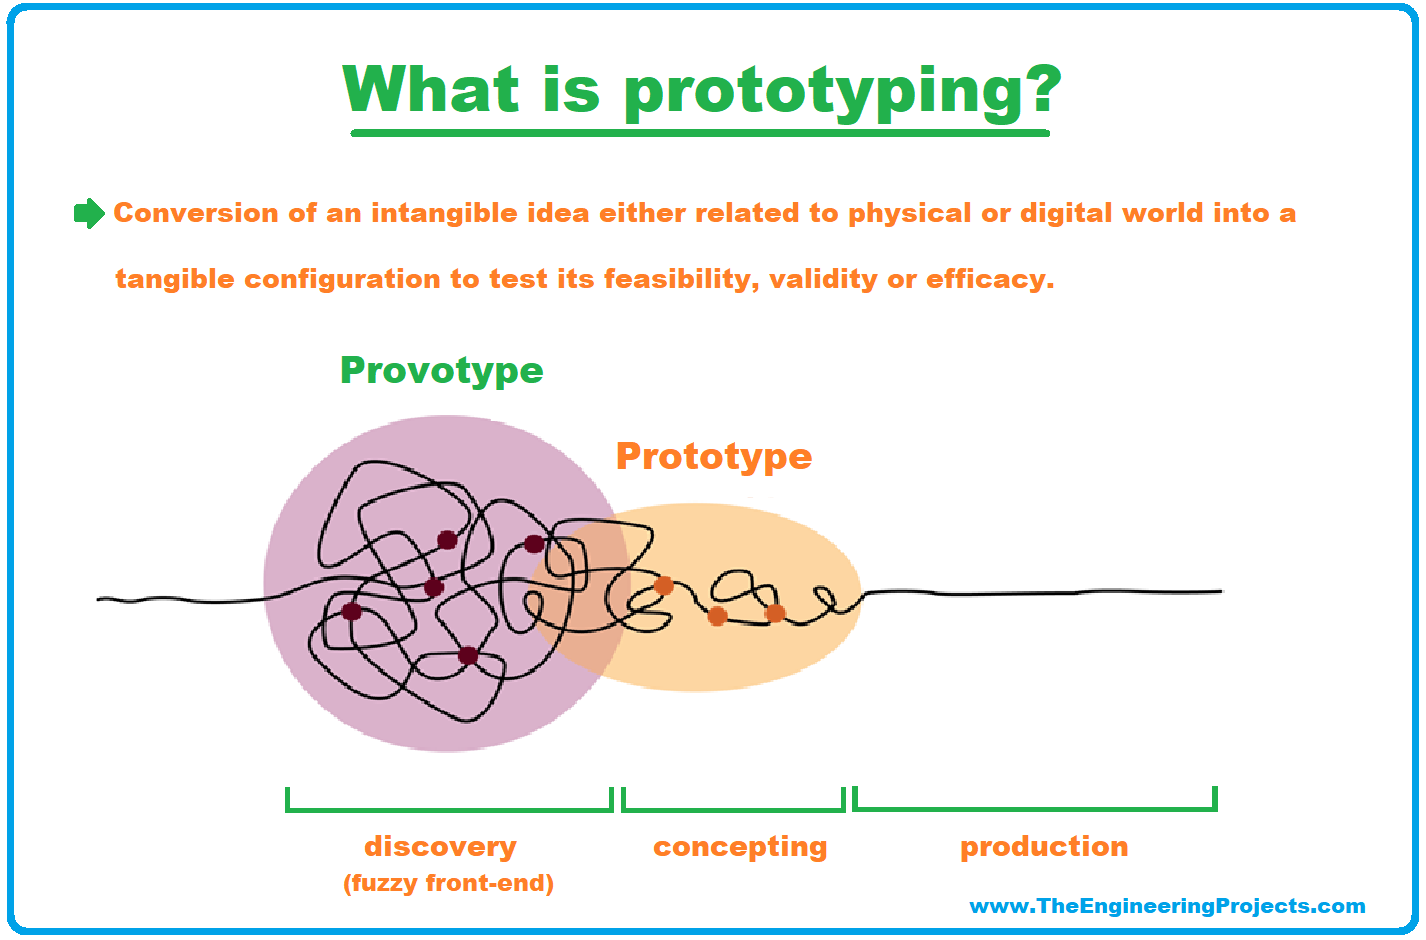 What is prototyping?
Conversion of an intangible idea either related to physical or digital world into a
tangible configuration to test its feasibility, validity or efficacy.
Provotype
Prototype
discovery
(fuzzy front-end)
concepting
production
www.TheEngineeringProjects.com